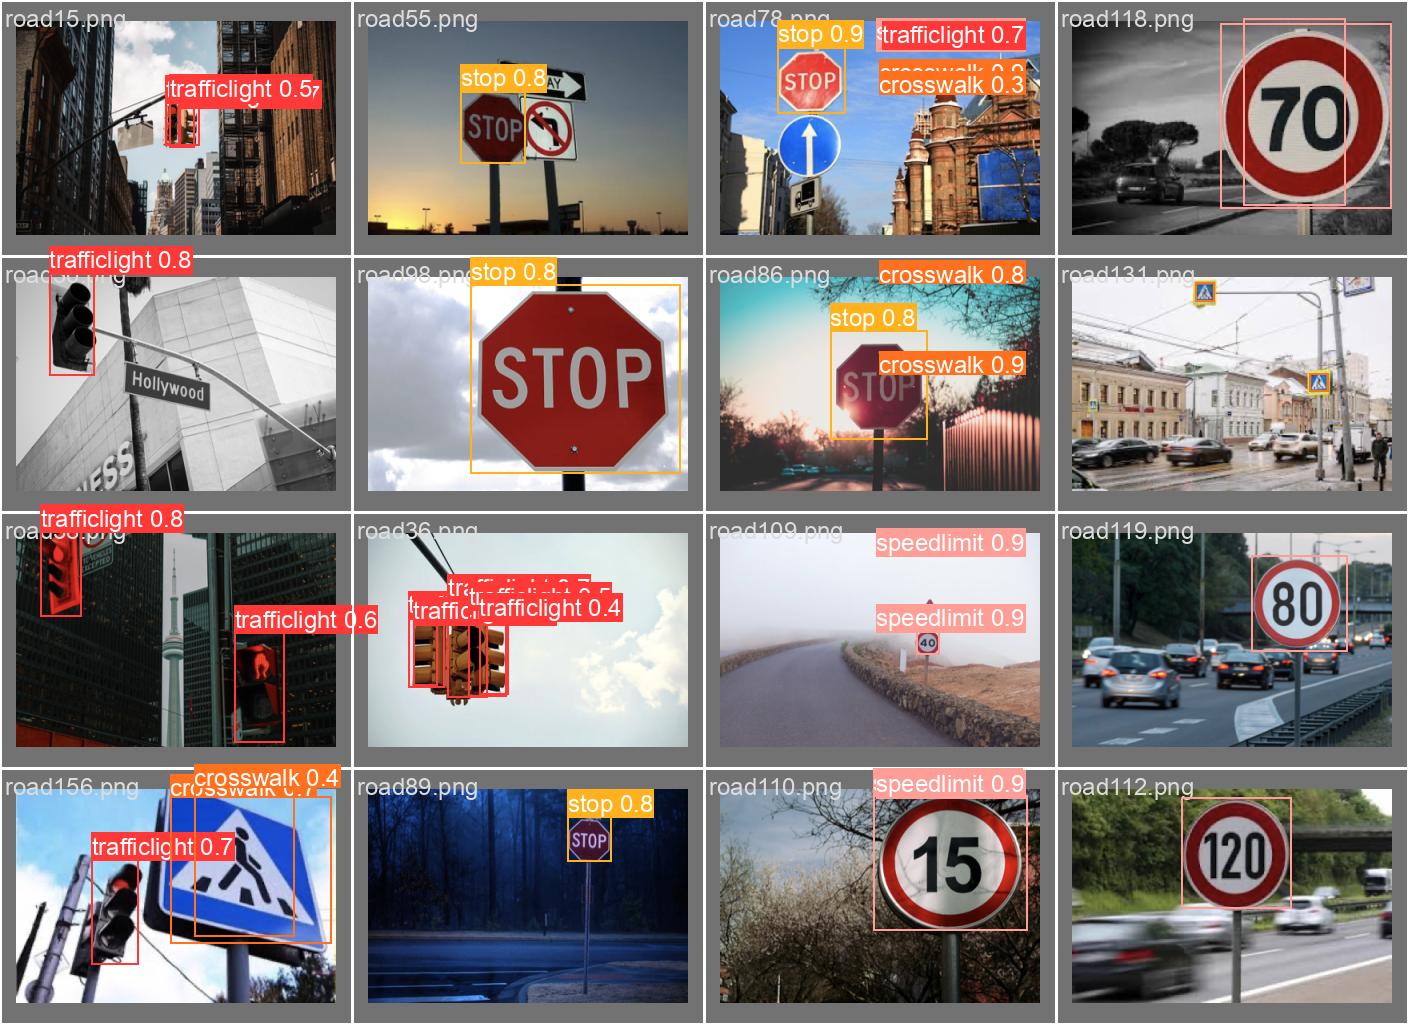 road15.png
trafficlight 0.5
road55.png
stop 0.8
AY
STOP
road78.png
stop 0.9
trafficlight 0.7
crosswalk 0.3
STOP
road118.png
70
trafficlight 0.8
Hollywood
NESS
road98.png
stop 0.8
STOP
road86.png
crosswalk 0.8
stop 0.8
crosswalk 0.9
STOP
road131.png
trafficlight 0.8
trafficlight 0.6
road36.png
trafficlight 0.4
road109.png
speedlimit 0.9
speedlimit 0.9
40
road119.png
80
road156.png
crosswalk 0.4
crosswalk 0.7
trafficlight 0.7
road89.png
stop 0.8
STOP
road110.png
speedlimit 0.9
15
road112.png
120